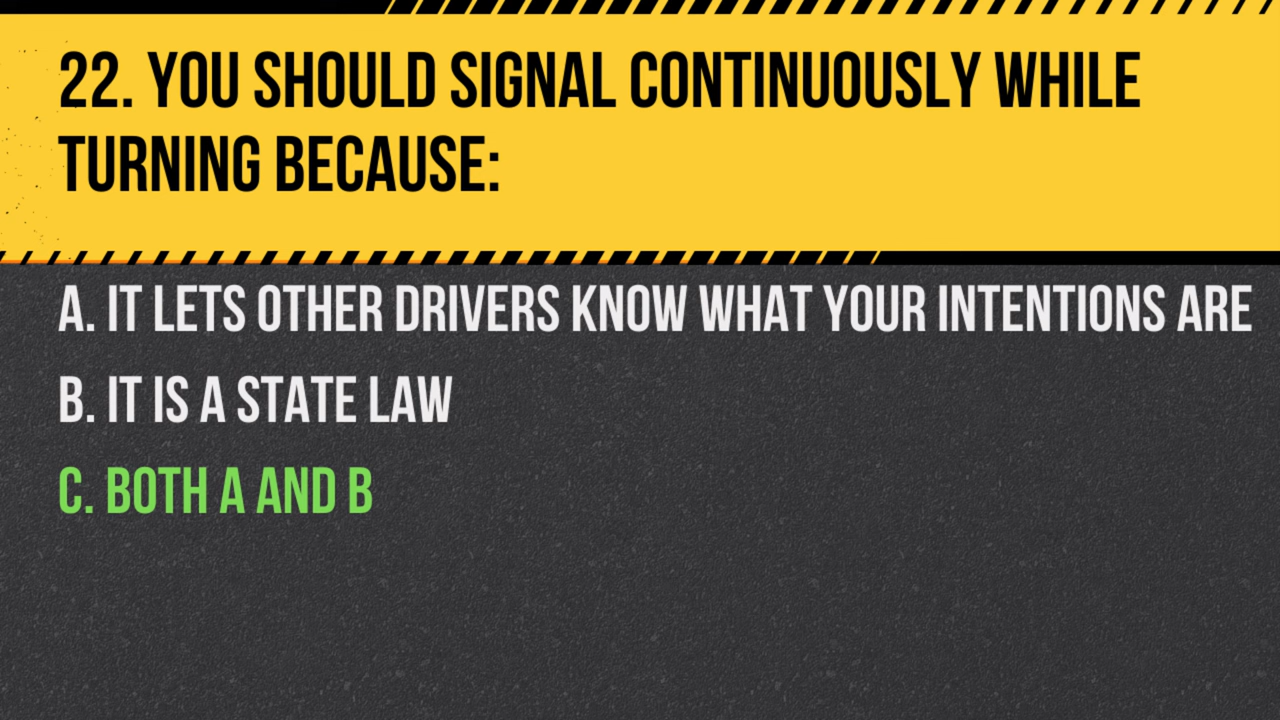 22. YOU SHOULD SIGNAL CONTINUOUSLY WHILE
TURNING BECAUSE:
A. IT LETS OTHER DRIVERS KNOW WHAT YOUR INTENTIONS ARE
B. IT IS A STATE LAW
C. BOTH A AND B